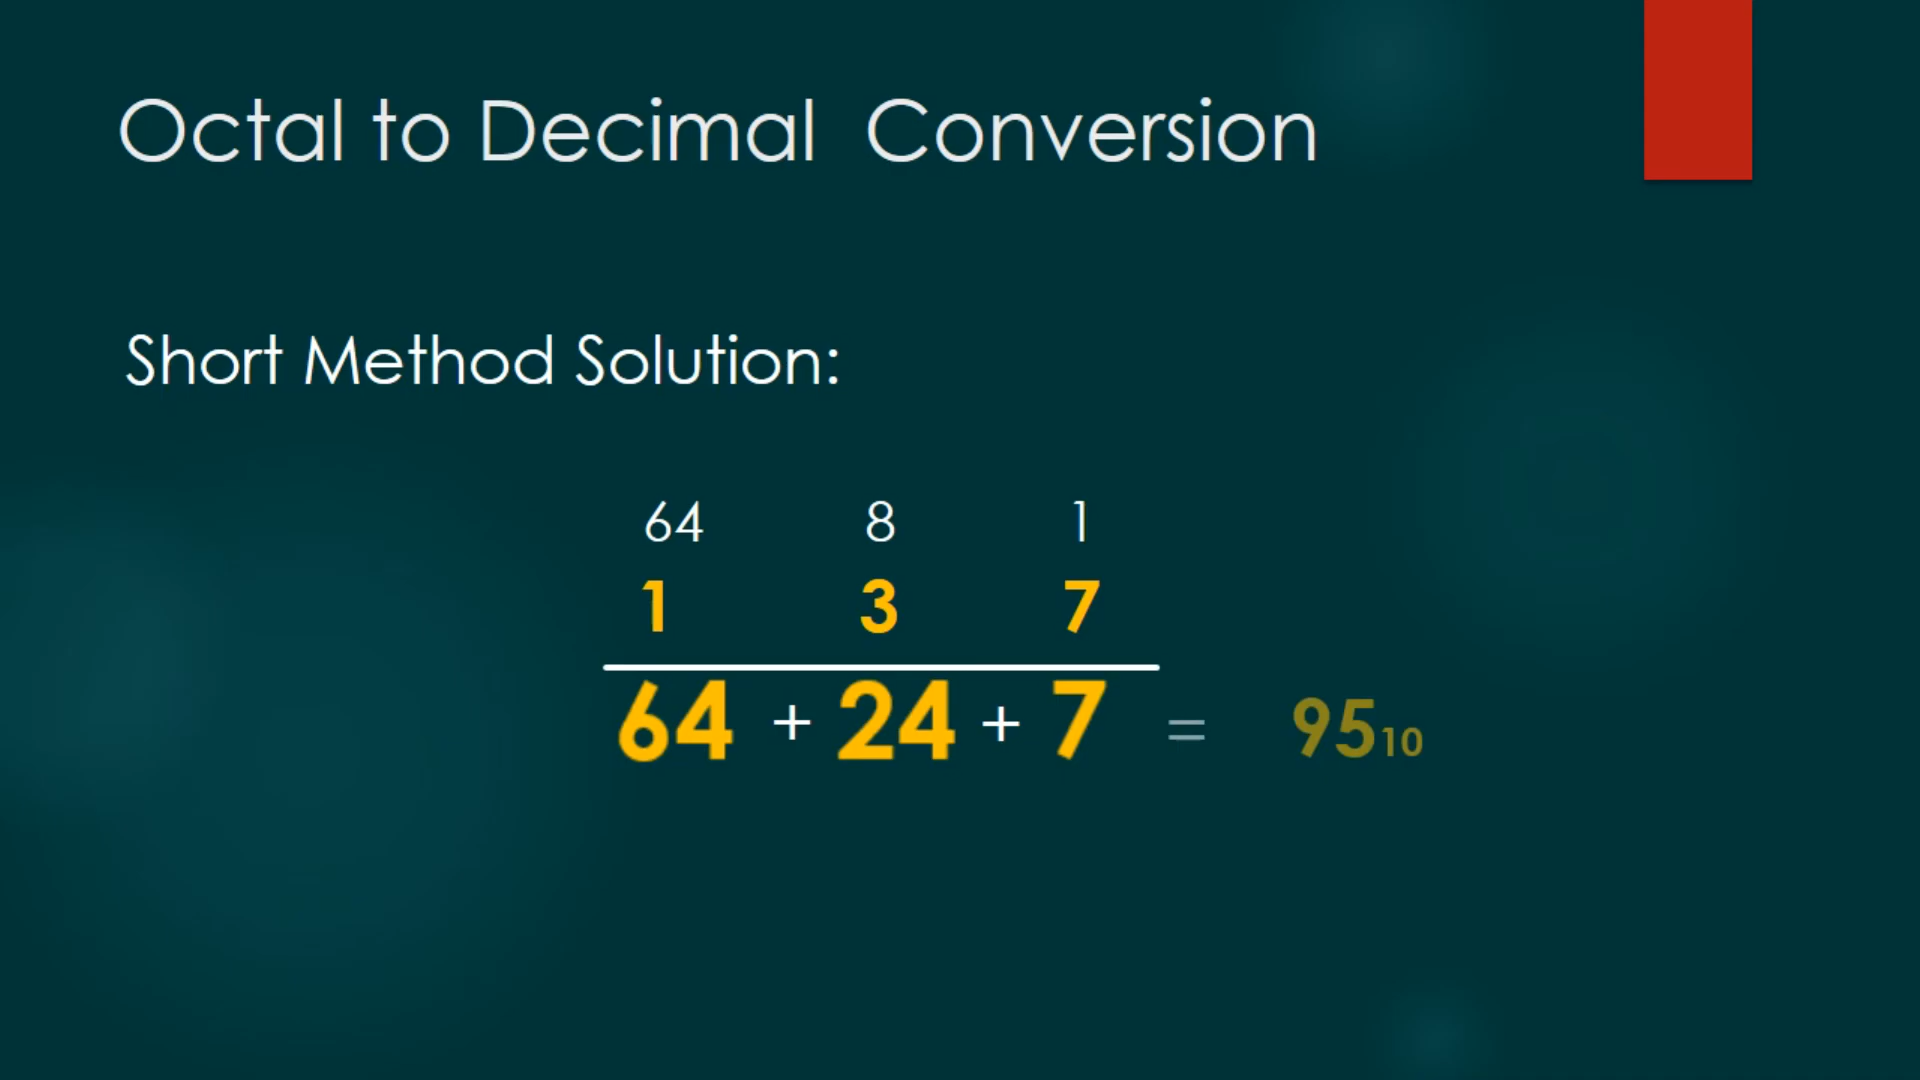 Octal to Decimal Conversion
Short Method Solution:
64 8 1
1 3 7
64 + 24 + 7 = 95₁₀